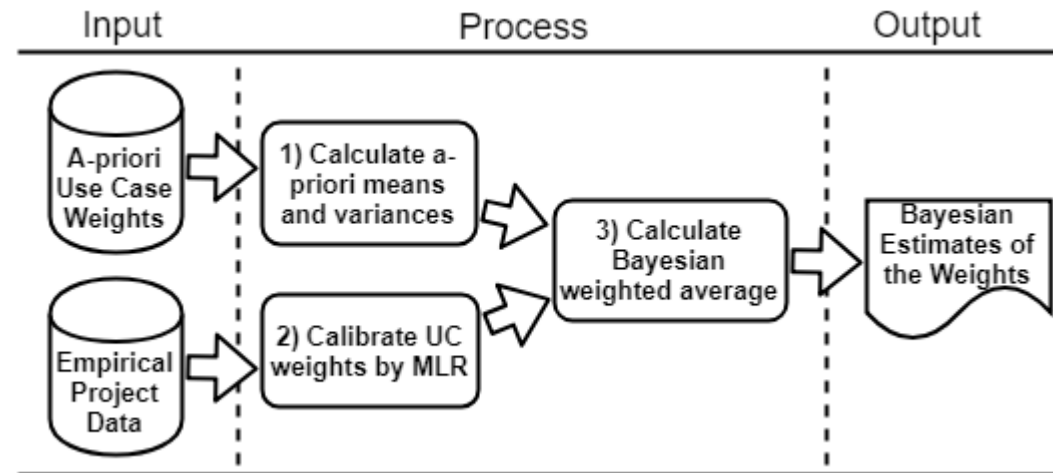 Input
Process
Output
A-priori
Use Case
Weights
1) Calculate a-
priori means
and variances
3) Calculate
Bayesian
weighted average
Bayesian
Estimates of
the Weights
Empirical
Project
Data
2) Calibrate UC
weights by MLR